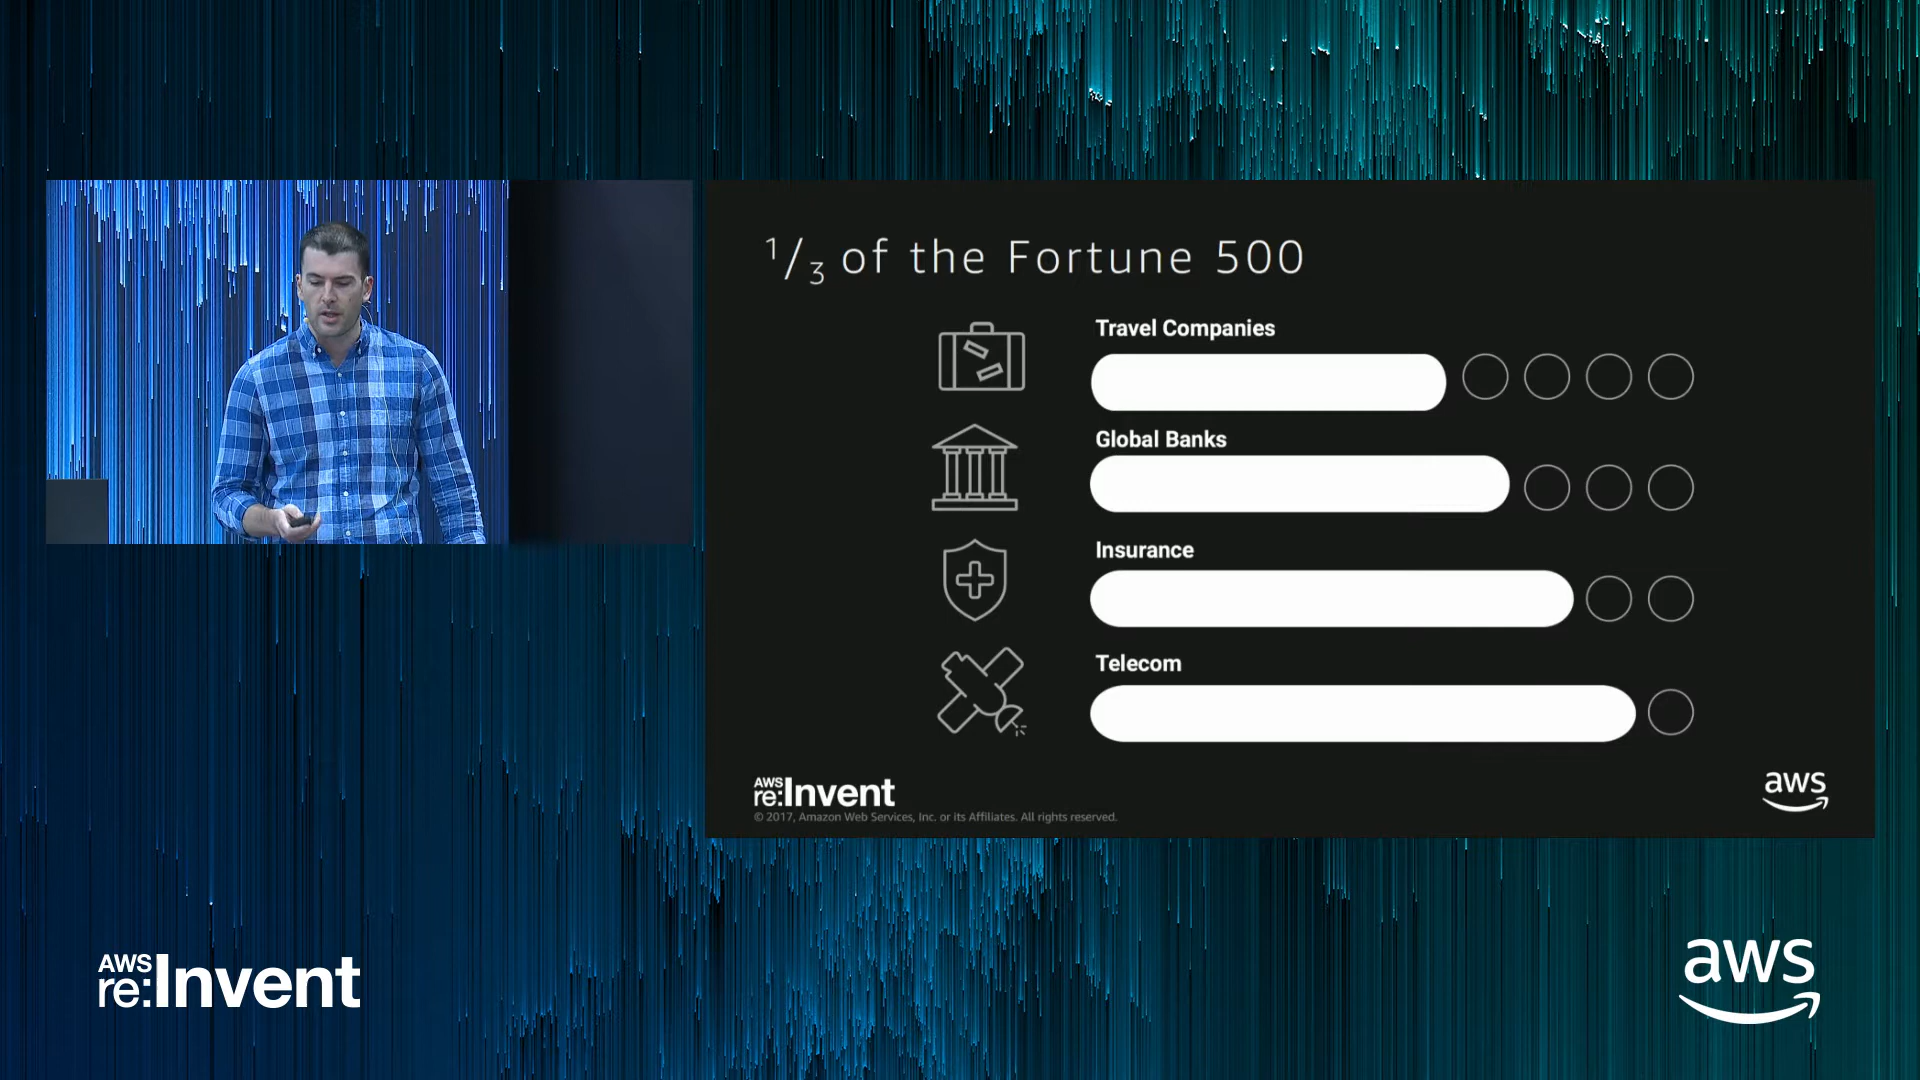 1/3 of the Fortune 500
Travel Companies
Global Banks
Insurance
Telecom
AWS
re:Invent
aws
© 2017, Amazon Web Services, Inc. or its Affiliates. All rights reserved.
AWS
re:Invent
aws